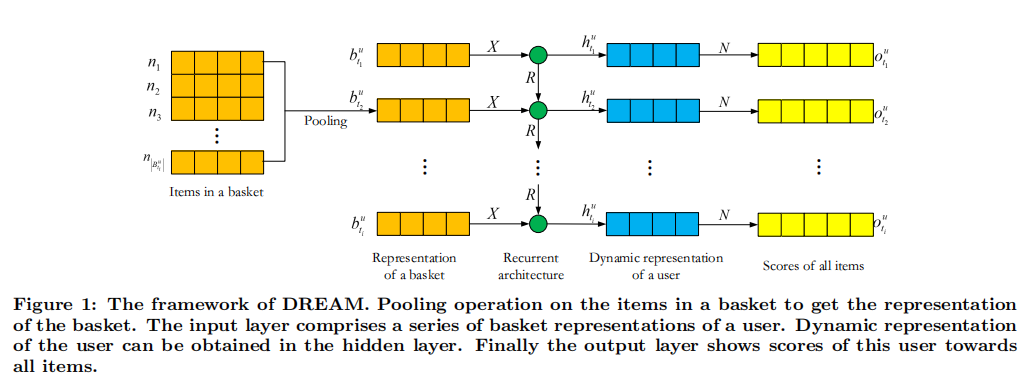 n₁
n₂
n₃
⋮
n_{|B^u_{t_i}|}
Items in a basket
Pooling
b^u_{t_1} X h^u_{t_1} N o^u_{t_1}
R
b^u_{t_2} X h^u_{t_2} N o^u_{t_2}
R
⋮ ⋮ ⋮ ⋮
R
b^u_{t_i} X h^u_{t_i} N o^u_{t_i}
Representation
of a basket
Recurrent
architecture
Dynamic representation
of a user
Scores of all items
Figure 1: The framework of DREAM. Pooling operation on the items in a basket to get the representation
of the basket. The input layer comprises a series of basket representations of a user. Dynamic representation
of the user can be obtained in the hidden layer. Finally the output layer shows scores of this user towards
all items.